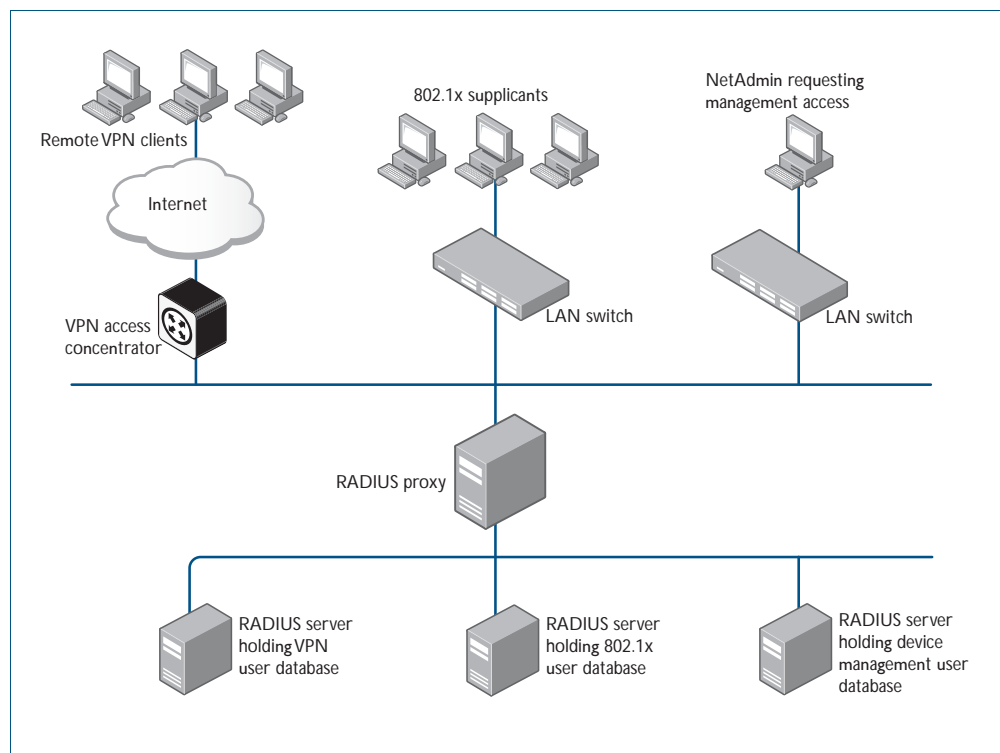 Remote VPN clients
Internet
VPN access
concentrator
802.1x supplicants
LAN switch
NetAdmin requesting
management access
LAN switch
RADIUS proxy
RADIUS server
holding VPN
user database
RADIUS server
holding 802.1x
user database
RADIUS server
holding device
management user
database